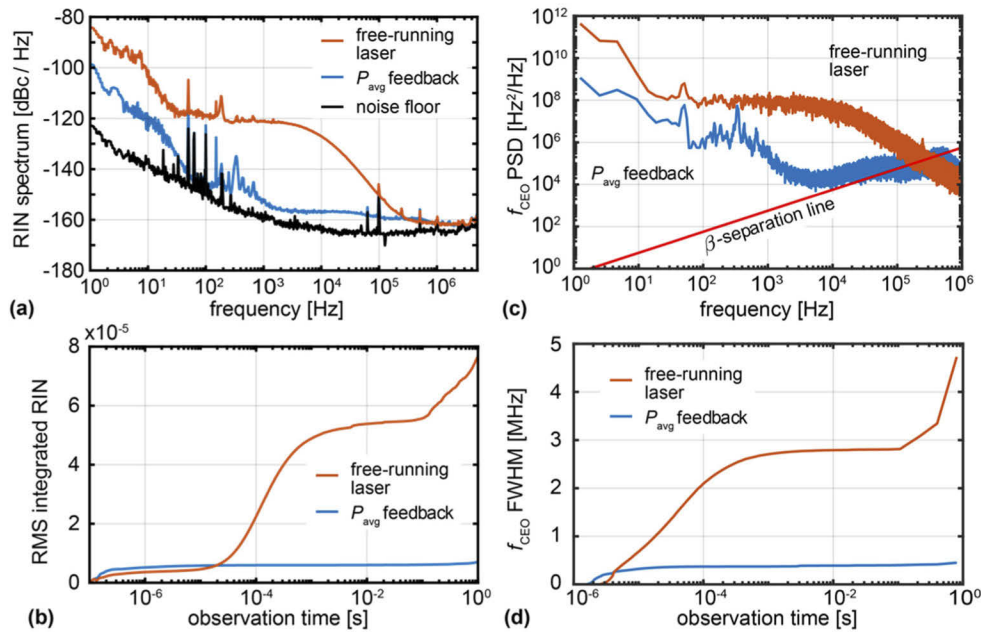 -80
-100
-120
-140
-160
-180
RIN spectrum [dBc / Hz]
free-running
laser
P_avg feedback
noise floor
10^0 10^1 10^2 10^3 10^4 10^5 10^6
frequency [Hz]
(a)
10^12
10^10
10^8
10^6
10^4
10^2
10^0
f_CEO PSD [Hz^2/Hz]
free-running
laser
P_avg feedback
β-separation line
10^0 10^1 10^2 10^3 10^4 10^5 10^6
frequency [Hz]
(c)
x10^-5
8
6
4
2
0
RMS integrated RIN
free-running
laser
P_avg feedback
10^-6 10^-4 10^-2 10^0
observation time [s]
(b)
5
4
3
2
1
0
f_CEO FWHM [MHz]
free-running
laser
P_avg feedback
10^-6 10^-5 10^-4 10^-3 10^-2 10^-1 10^0
observation time [s]
(d)